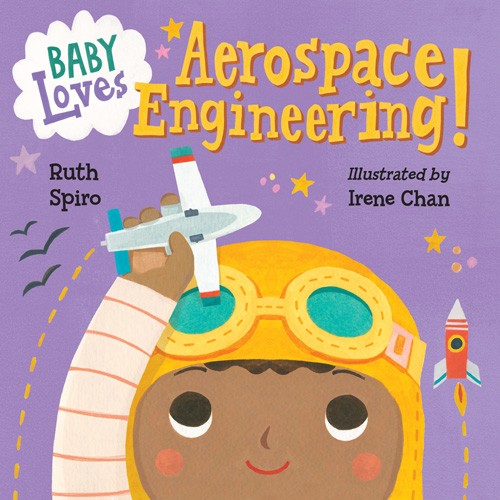 BABY
Loves
Aerospace
Engineering!
Ruth
Spiro
Illustrated by
Irene Chan